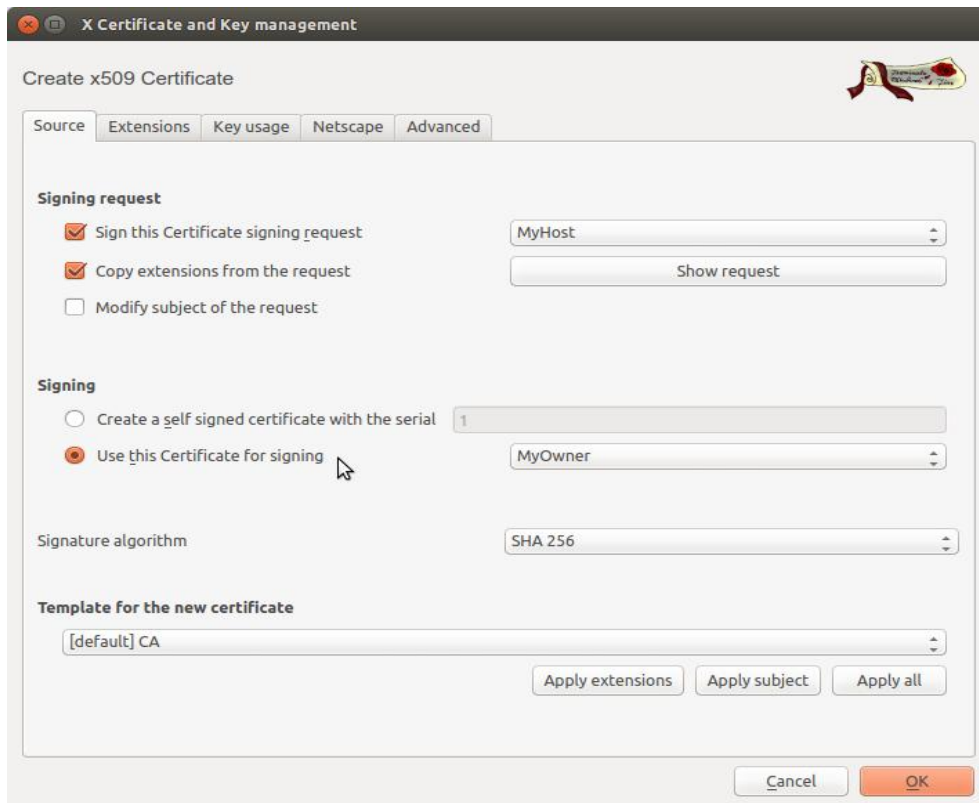 X Certificate and Key management
Create x509 Certificate
Source Extensions Key usage Netscape Advanced
Signing request
Sign this Certificate signing request MyHost
Copy extensions from the request Show request
Modify subject of the request
Signing
Create a self signed certificate with the serial 1
Use this Certificate for signing MyOwner
Signature algorithm SHA 256
Template for the new certificate
[default] CA
Apply extensions Apply subject Apply all
Cancel OK